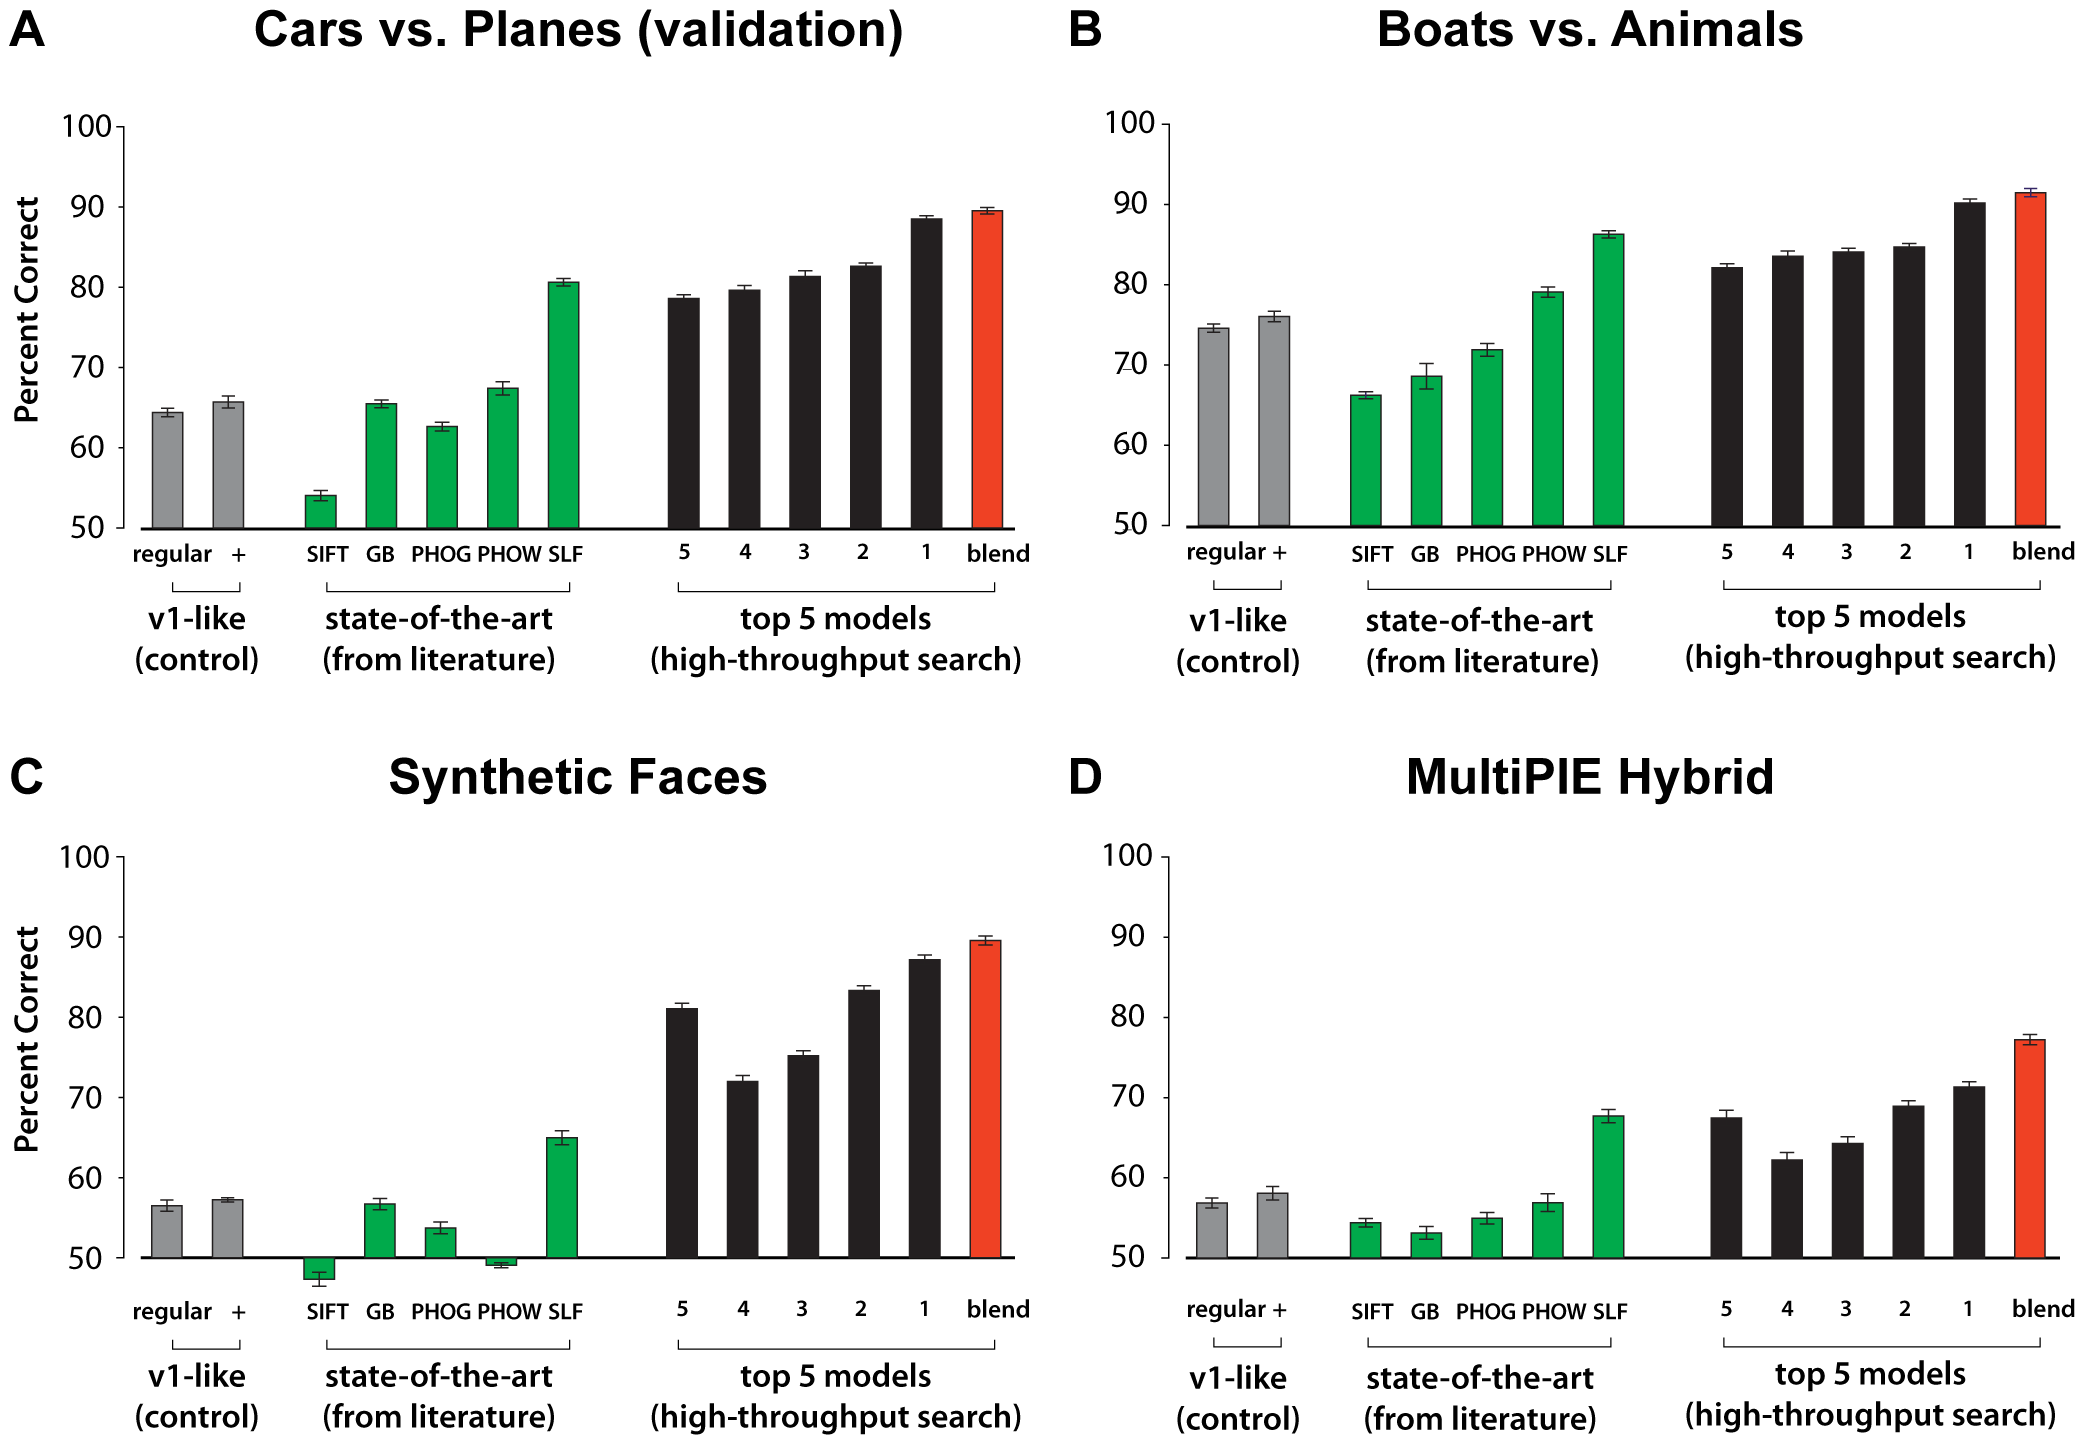 A Cars vs. Planes (validation)
Percent Correct
100
90
80
70
60
50
regular + SIFT GB PHOG PHOW SLF 5 4 3 2 1 blend
v1-like state-of-the-art top 5 models
(control) (from literature) (high-throughput search)
B Boats vs. Animals
100
90
80
70
60
50
regular + SIFT GB PHOG PHOW SLF 5 4 3 2 1 blend
v1-like state-of-the-art top 5 models
(control) (from literature) (high-throughput search)
C Synthetic Faces
Percent Correct
100
90
80
70
60
50
regular + SIFT GB PHOG PHOW SLF 5 4 3 2 1 blend
v1-like state-of-the-art top 5 models
(control) (from literature) (high-throughput search)
D MultiPIE Hybrid
100
90
80
70
60
50
regular + SIFT GB PHOG PHOW SLF 5 4 3 2 1 blend
v1-like state-of-the-art top 5 models
(control) (from literature) (high-throughput search)